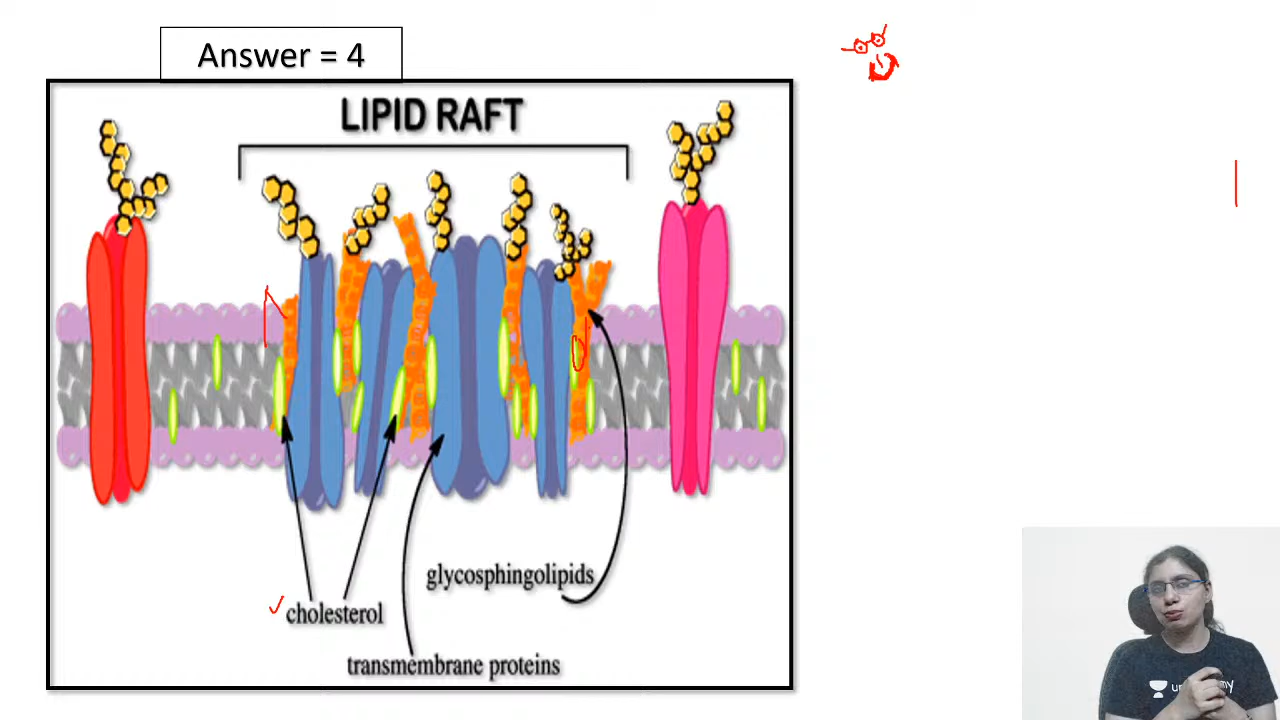 Answer = 4
LIPID RAFT
glycosphingolipids
cholesterol
transmembrane proteins